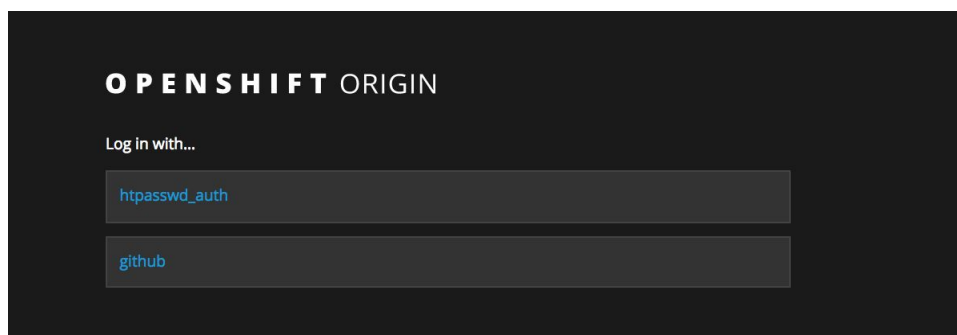 OPENSHIFT ORIGIN
Log in with...
htpasswd_auth
github